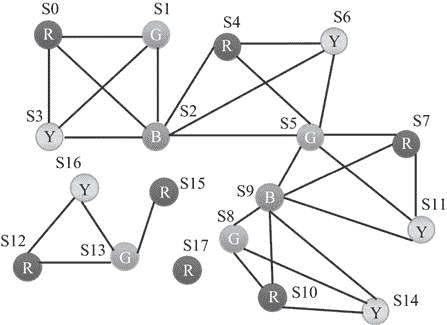 S0 S1 S4 S6
R G R Y
S3 S2 S5 S7
Y B G R
S16 S15 S9 S11
Y R B Y
S12 S13 S17 S8
R G R G
S10 S14
R Y